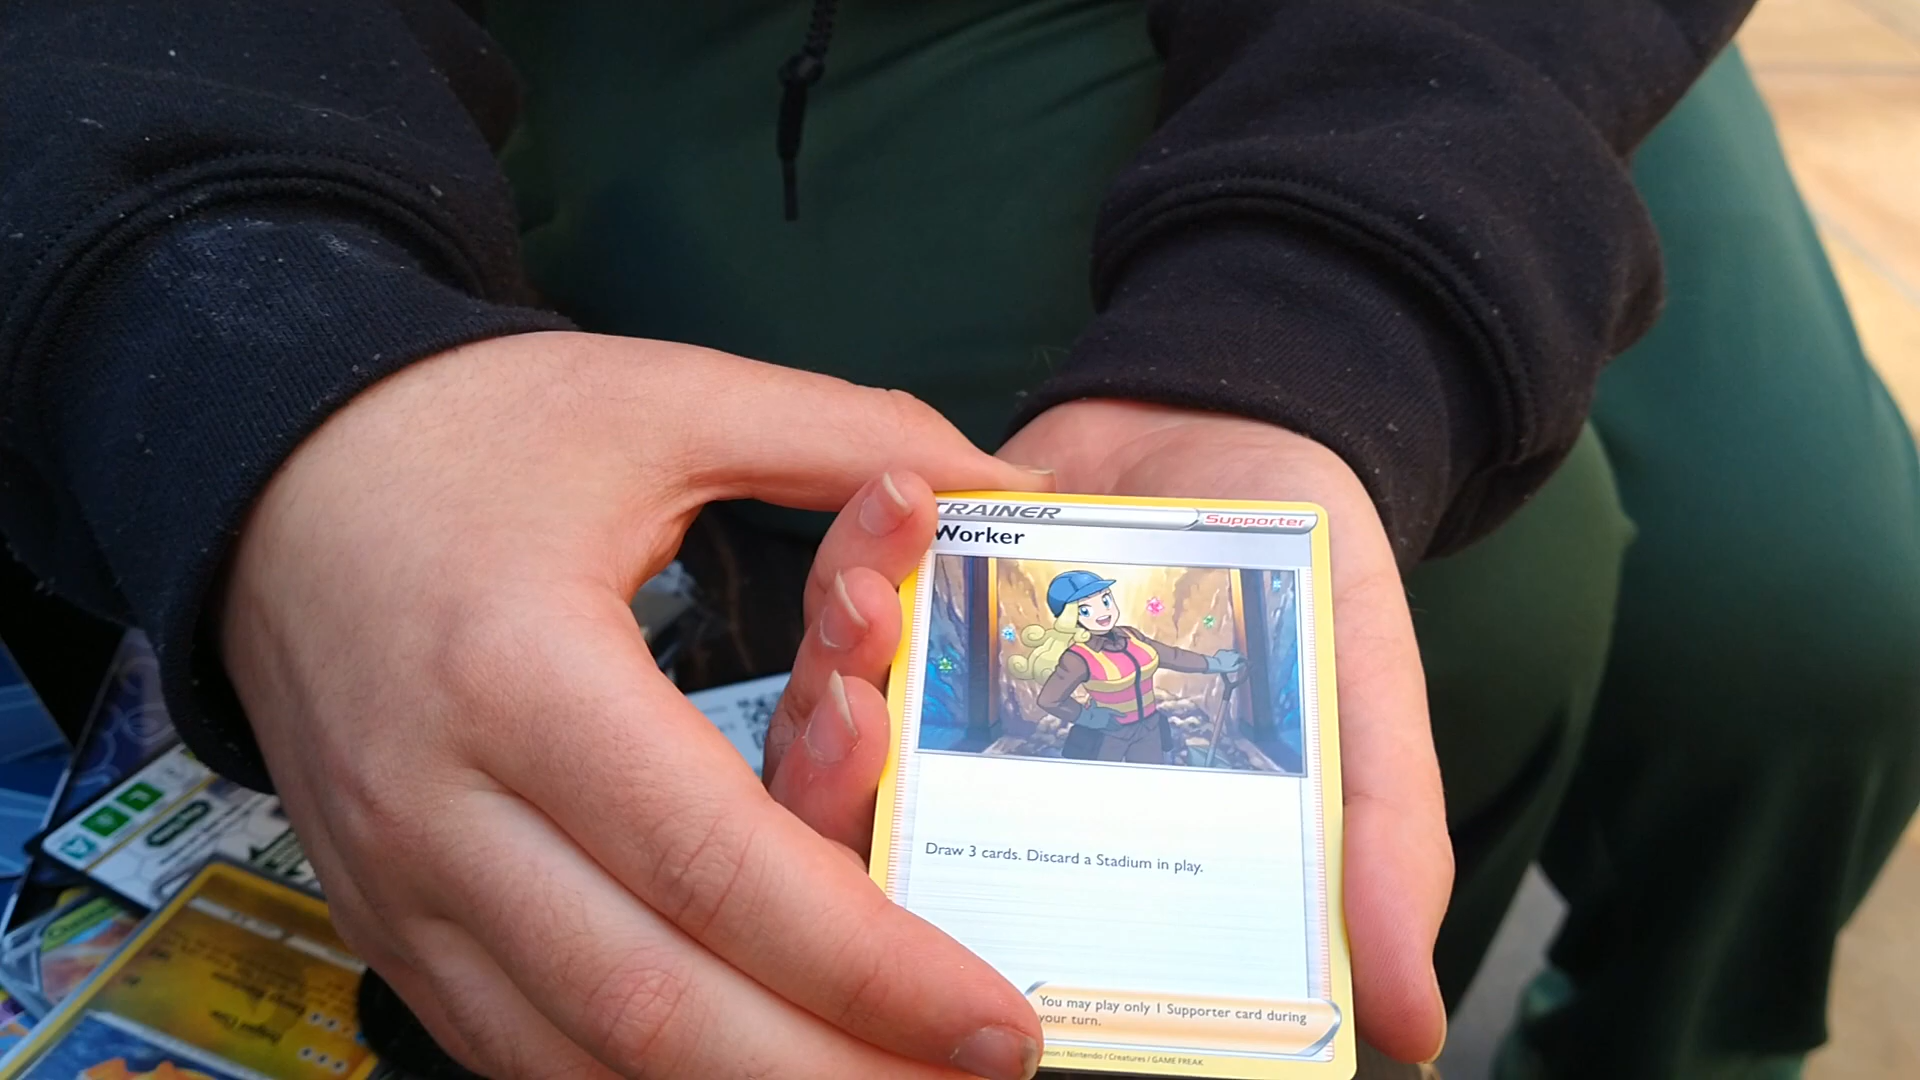 TRAINER
Supporter
Worker
Draw 3 cards. Discard a Stadium in play.
You may play only 1 Supporter card during
your turn.
/ Nintendo / Creatures / GAME FREAK